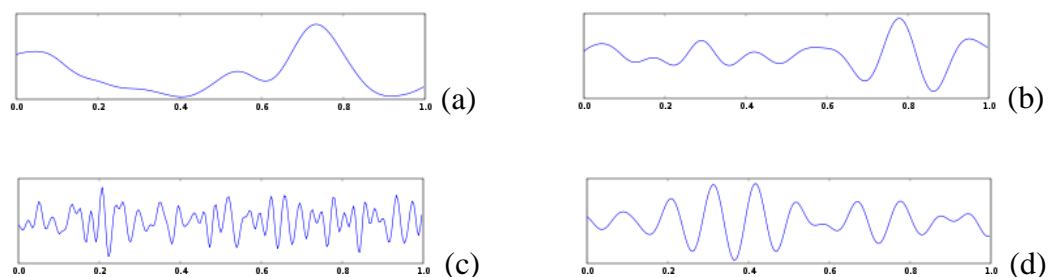 0.0 0.2 0.4 0.6 0.8 1.0 (a)
0.0 0.2 0.4 0.6 0.8 1.0 (b)
0.0 0.2 0.4 0.6 0.8 1.0 (c)
0.0 0.2 0.4 0.6 0.8 1.0 (d)